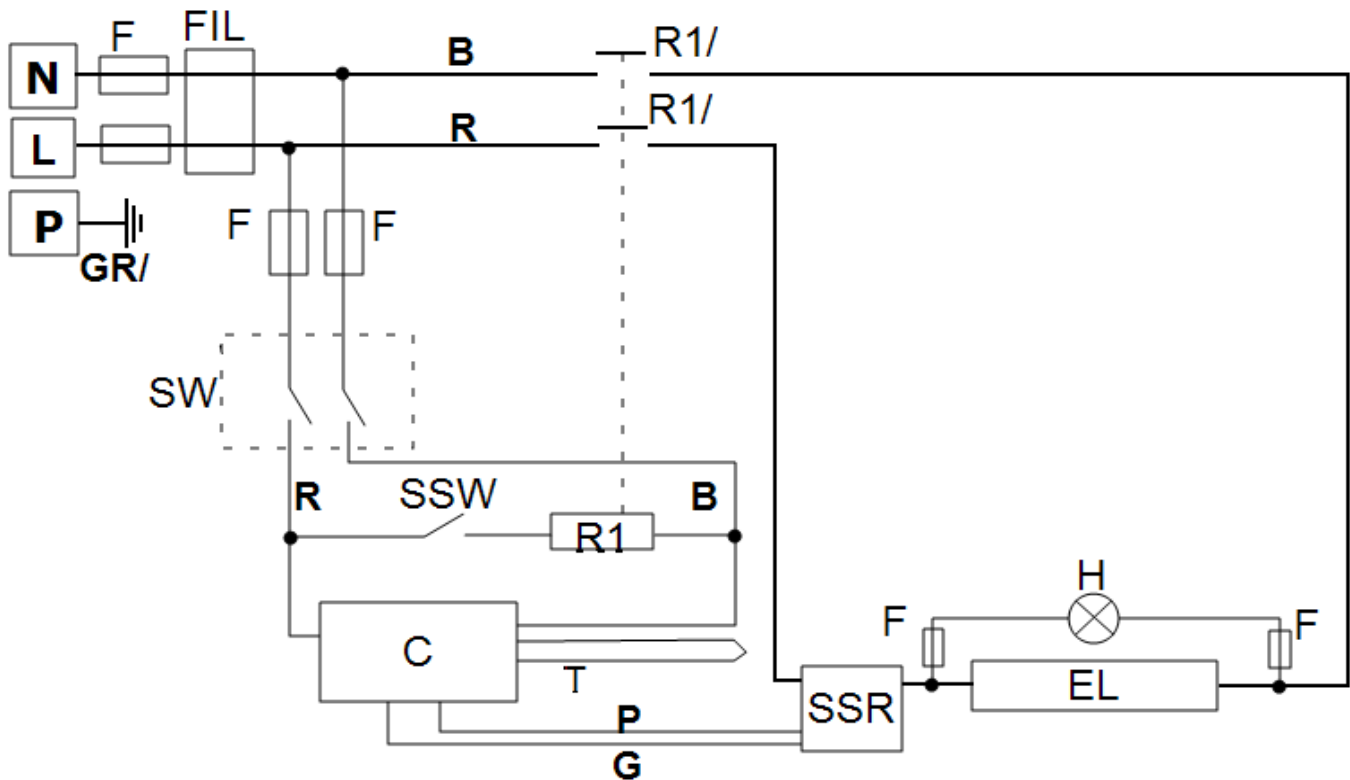 F FIL
N B R1/
R1/
L R
P
GR/
F F
SW
R SSW B
R1
C
T
H
F F
EL
SSR
P
G